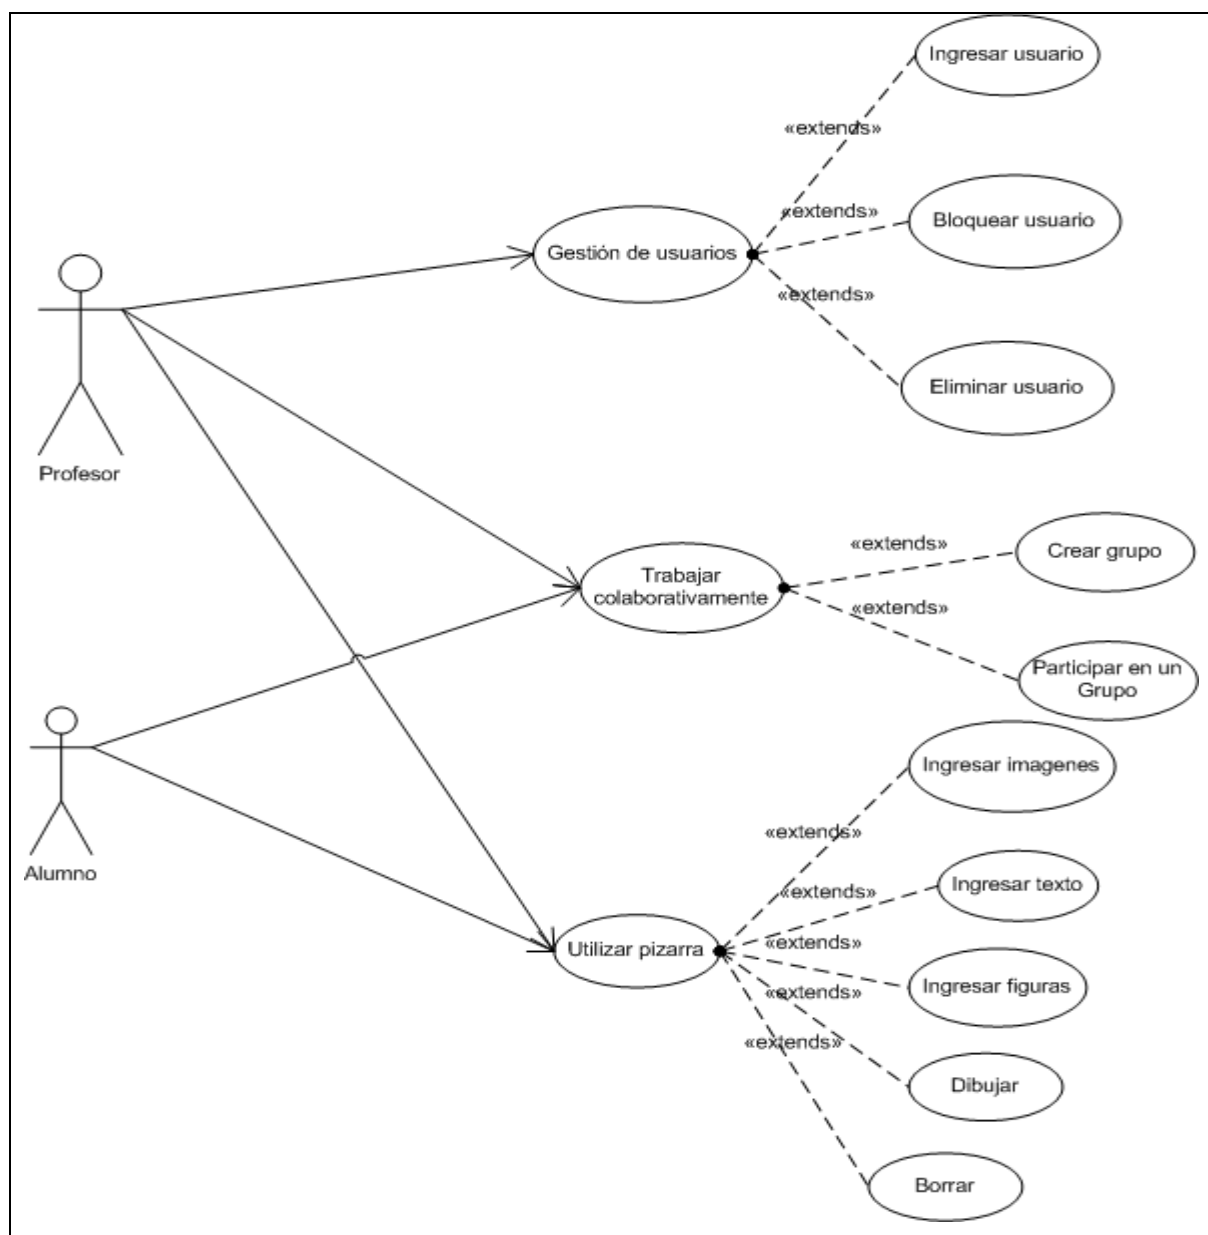 Ingresar usuario
«extends»
«extends»
Bloquear usuario
Gestión de usuarios
«extends»
Eliminar usuario
Profesor
«extends»
Crear grupo
Trabajar
colaborativamente
«extends»
Participar en un
Grupo
Ingresar imagenes
«extends»
Alumno
«extends»
Ingresar texto
Utilizar pizarra
«extends»
Ingresar figuras
«extends»
«extends»
Dibujar
Borrar